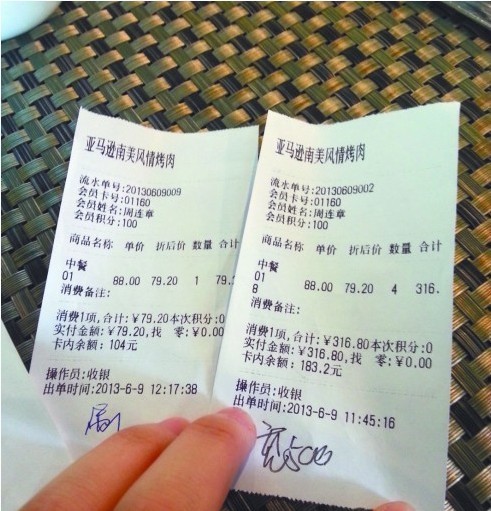 亚马逊南美风情烤肉
流水单号:20130609009
会员卡号:01160
会员姓名:周连章
会员积分:100
商品名称 单价 折后价 数量 合计
中餐
01 88.00 79.20 1 79.2
消费备注:
消费1项,合计:￥79.20本次积分:0
实付金额:￥79.20,找 零:￥0.00
卡内余额: 104元
操作员:收银
出单时间:2013-6-9 12:17:38
亚马逊南美风情烤肉
流水单号:20130609002
会员卡号:01160
会员姓名:周连章
会员积分:100
商品名称 单价 折后价 数量 合计
中餐
01 88.00 79.20 4 316.
8
消费备注:
消费1项,合计:￥316.80本次积分:0
实付金额:￥316.80,找 零:￥0.00
卡内余额: 183.2元
操作员:收银
出单时间:2013-6-9 11:45:16